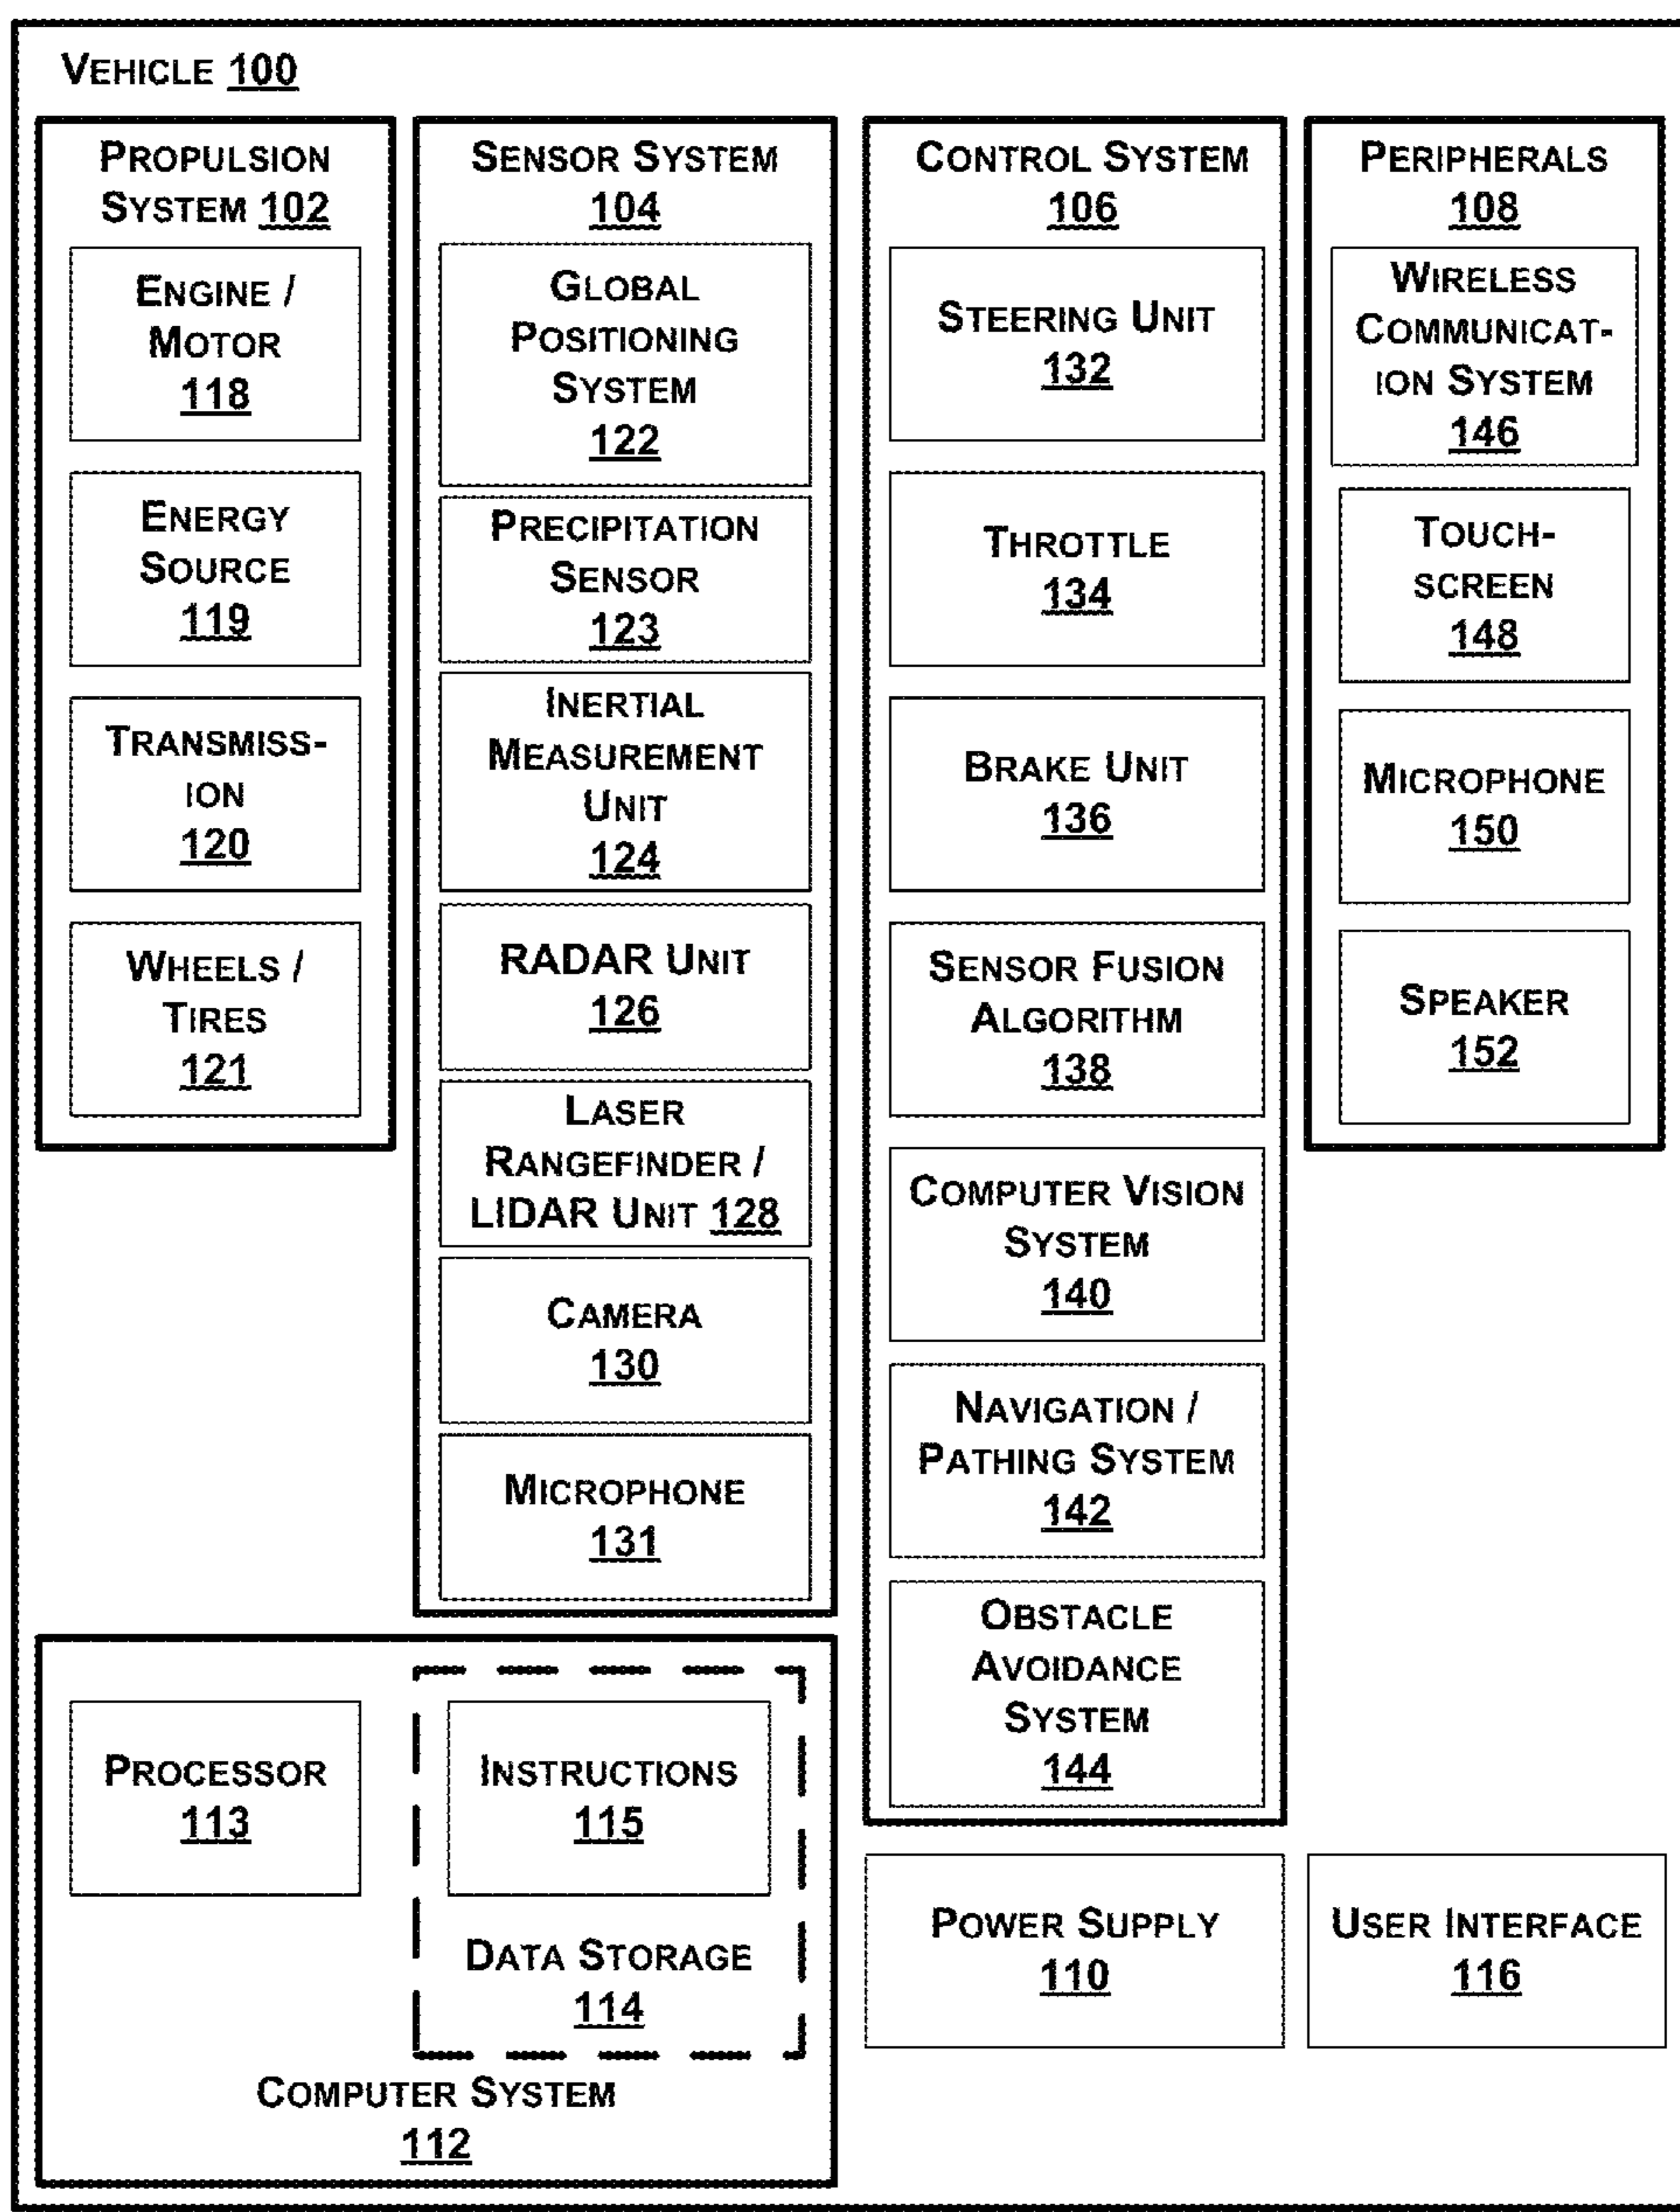 VEHICLE 100
PROPULSION
SYSTEM 102
ENGINE /
MOTOR
118
ENERGY
SOURCE
119
TRANSMISS-
ION
120
WHEELS /
TIRES
121
SENSOR SYSTEM
104
GLOBAL
POSITIONING
SYSTEM
122
PRECIPITATION
SENSOR
123
INERTIAL
MEASUREMENT
UNIT
124
RADAR UNIT
126
LASER
RANGEFINDER /
LIDAR UNIT 128
CAMERA
130
MICROPHONE
131
CONTROL SYSTEM
106
STEERING UNIT
132
THROTTLE
134
BRAKE UNIT
136
SENSOR FUSION
ALGORITHM
138
COMPUTER VISION
SYSTEM
140
NAVIGATION /
PATHING SYSTEM
142
OBSTACLE
AVOIDANCE
SYSTEM
144
PERIPHERALS
108
WIRELESS
COMMUNICAT-
ION SYSTEM
146
TOUCH-
SCREEN
148
MICROPHONE
150
SPEAKER
152
PROCESSOR
113
INSTRUCTIONS
115
DATA STORAGE
114
COMPUTER SYSTEM
112
POWER SUPPLY
110
USER INTERFACE
116